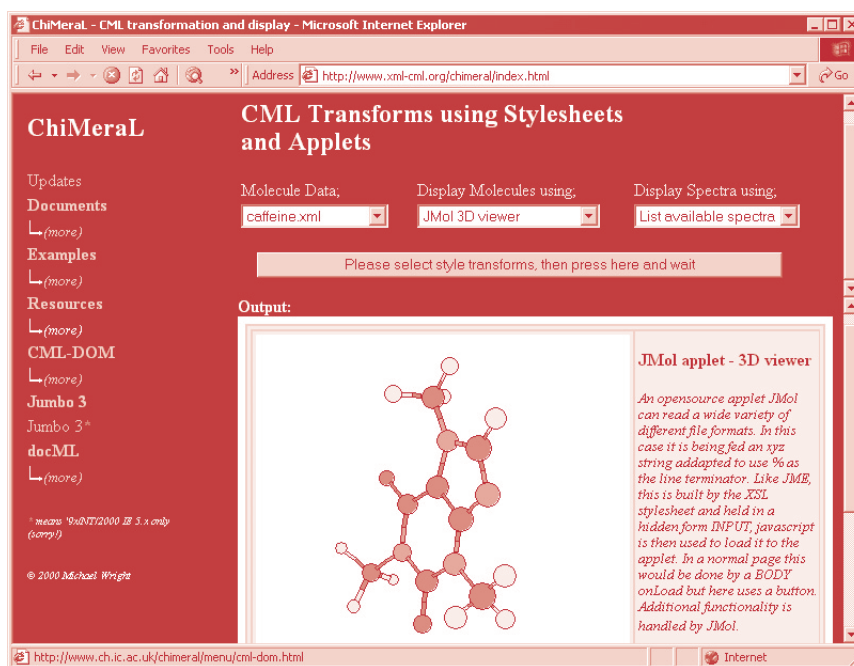 ChiMeraL - CML transformation and display - Microsoft Internet Explorer
File Edit View Favorites Tools Help
» Address http://www.xml-cml.org/chimeral/index.html Go
ChiMeraL
Updates
Documents
(more)
Examples
(more)
Resources
(more)
CML-DOM
(more)
Jumbo 3
Jumbo 3*
docML
(more)
* means '9x/NT/2000 IE 5.x only
(sorry!)
© 2000 Michael Wright
CML Transforms using Stylesheets
and Applets
Molecule Data; Display Molecules using; Display Spectra using;
caffeine.xml JMol 3D viewer List available spectra
Please select style transforms, then press here and wait
Output:
JMol applet - 3D viewer
An opensource applet JMol
can read a wide variety of
different file formats. In this
case it is being fed an xyz
string addapted to use % as
the line terminator. Like JME,
this is built by the XSL
stylesheet and held in a
hidden form INPUT, javascript
is then used to load it to the
applet. In a normal page this
would be done by a BODY
onLoad but here uses a button.
Additional functionality is
handled by JMol.
http://www.ch.ic.ac.uk/chimeral/menu/cml-dom.html Internet